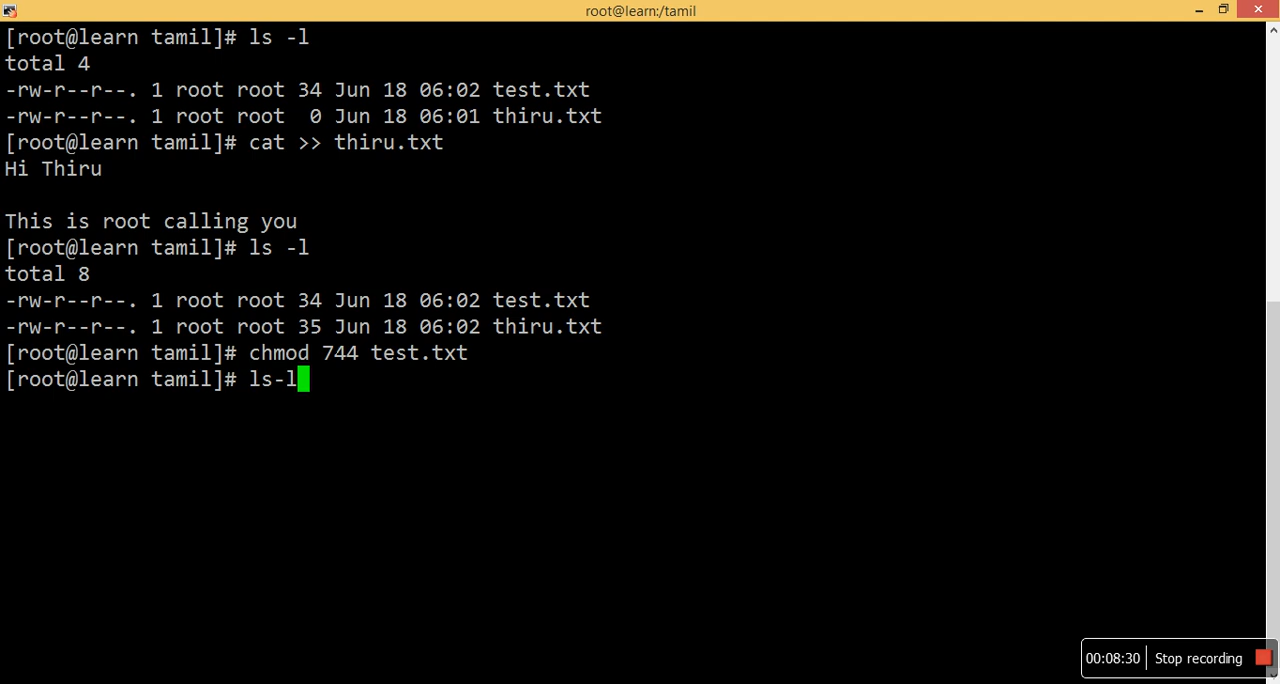 root@learn:/tamil
[root@learn tamil]# ls -l
total 4
-rw-r--r--. 1 root root 34 Jun 18 06:02 test.txt
-rw-r--r--. 1 root root  0 Jun 18 06:01 thiru.txt
[root@learn tamil]# cat >> thiru.txt
Hi Thiru

This is root calling you
[root@learn tamil]# ls -l
total 8
-rw-r--r--. 1 root root 34 Jun 18 06:02 test.txt
-rw-r--r--. 1 root root 35 Jun 18 06:02 thiru.txt
[root@learn tamil]# chmod 744 test.txt
[root@learn tamil]# ls-l
00:08:30 Stop recording